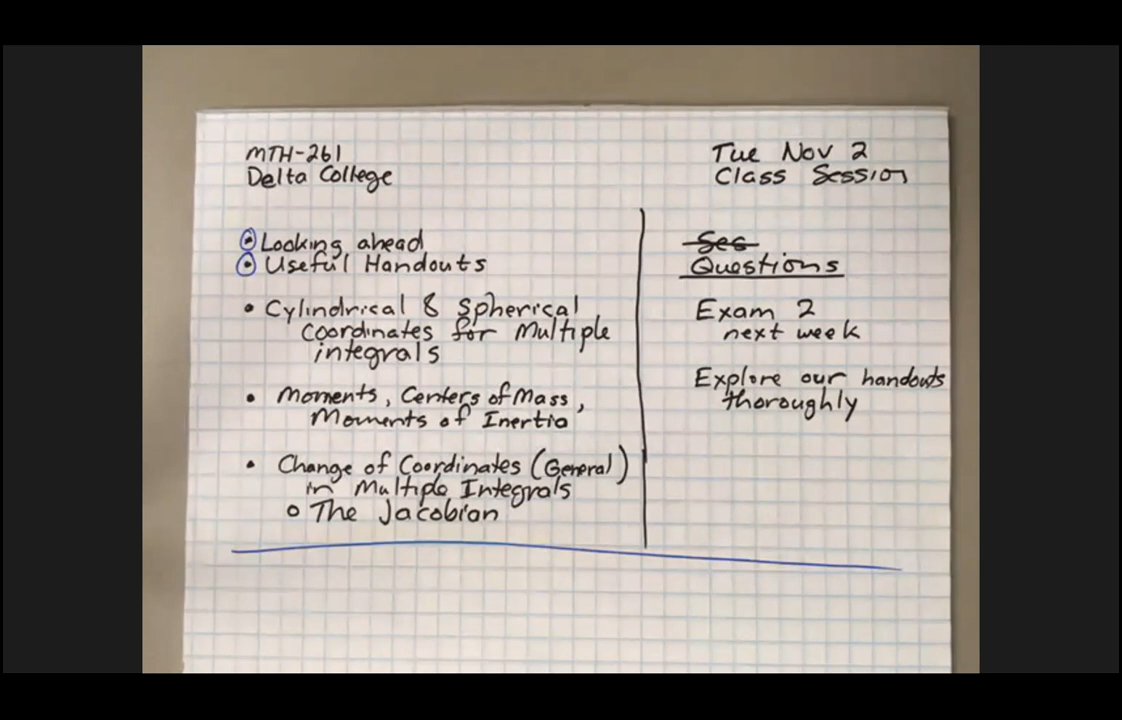 MTH-261
Delta College
Tue Nov 2
Class Session
• Looking ahead
• Useful Handouts
• Cylindrical & Spherical
Coordinates for Multiple
integrals
• Moments, Centers of Mass,
Moments of Inertia
• Change of Coordinates (General)
in Multiple Integrals
o The Jacobian
Ses
Questions
Exam 2
next week
Explore our handouts
thoroughly